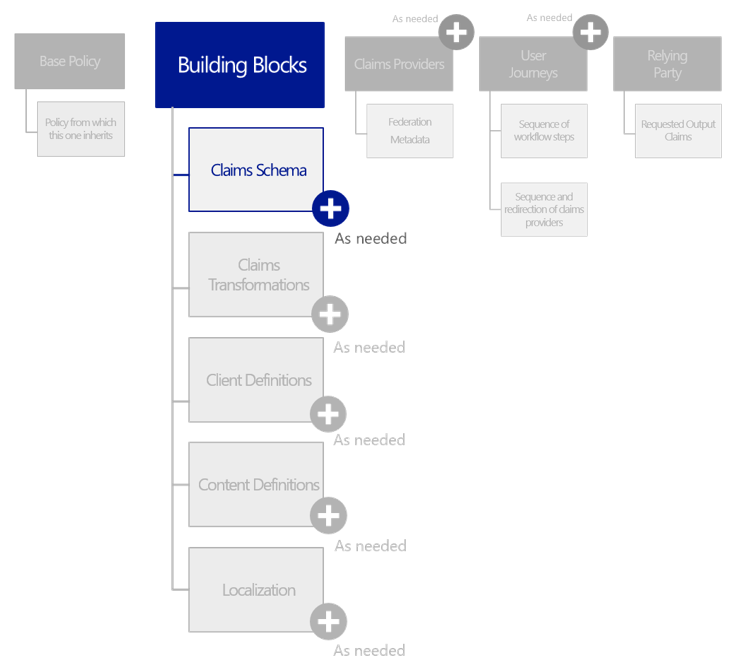 Base Policy
Policy from which
this one inherits
Building Blocks
Claims Schema
As needed
Claims
Transformations
As needed
Client Definitions
As needed
Content Definitions
As needed
Localization
As needed
As needed
Claims Providers
Federation
Metadata
As needed
User
Journeys
Sequence of
workflow steps
Sequence and
redirection of claims
providers
Relying
Party
Requested Output
Claims